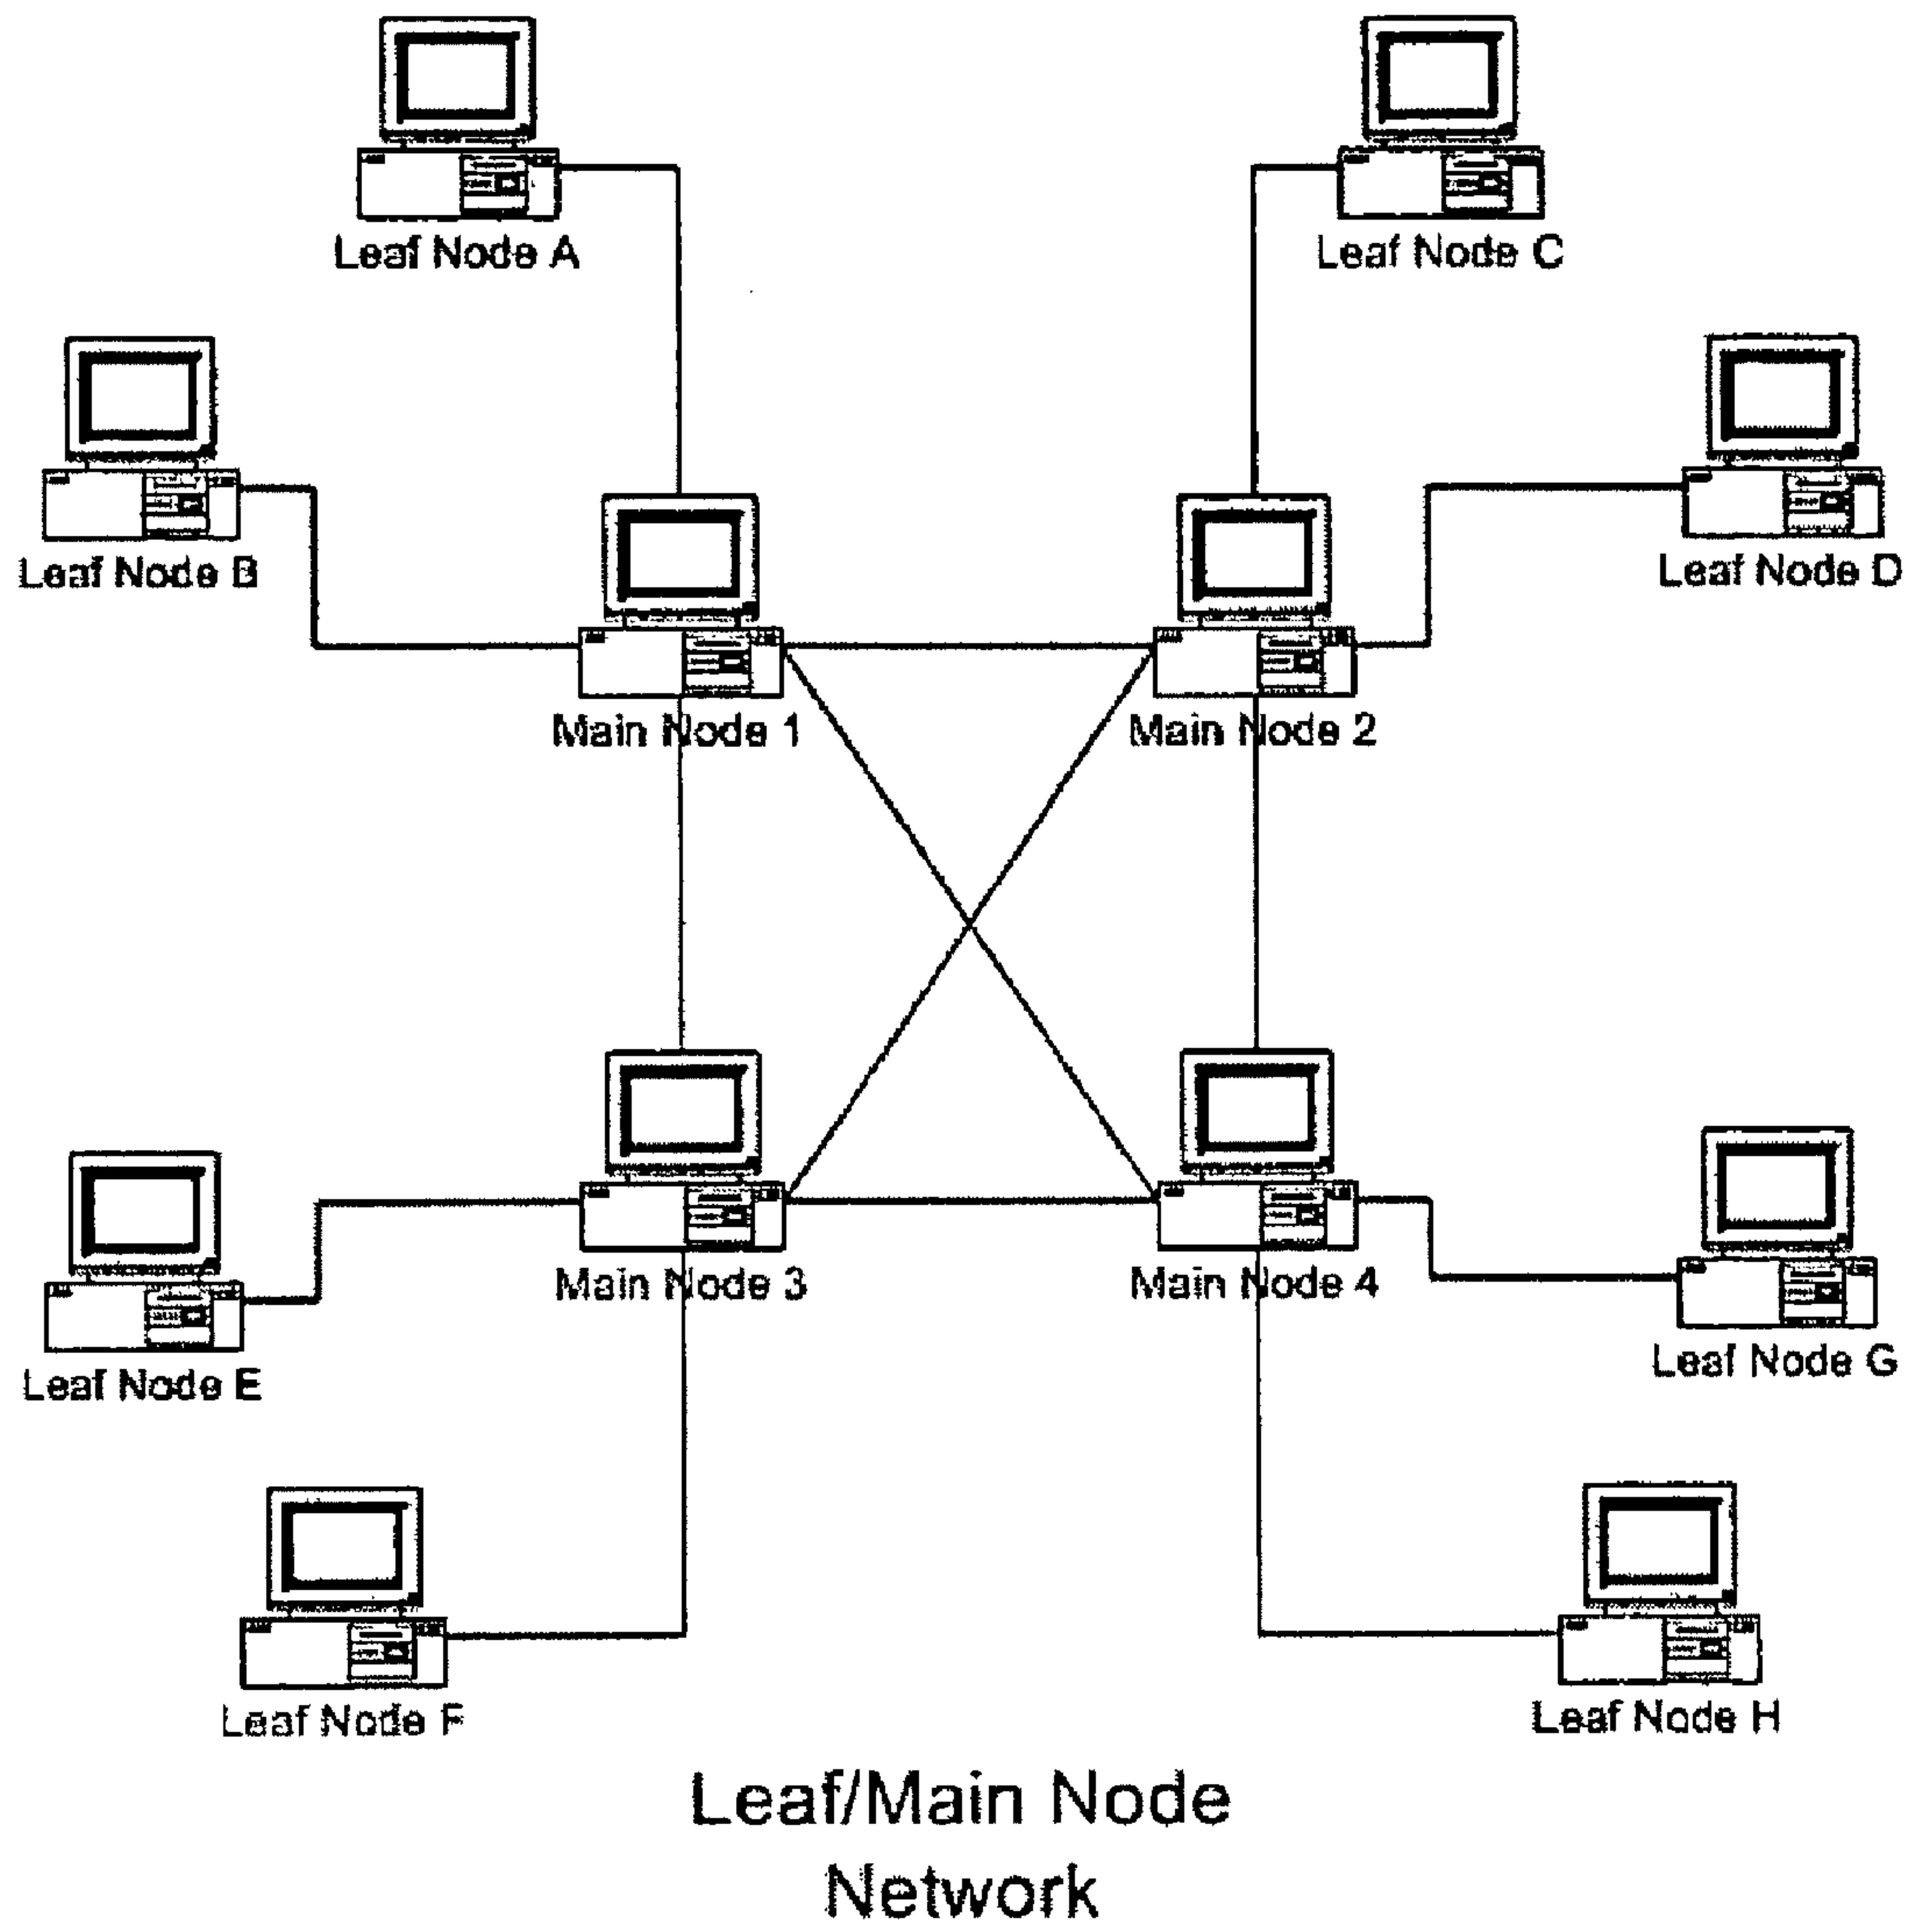 Leaf Node A
Leaf Node C
Leaf Node B
Leaf Node D
Main Node 1
Main Node 2
Main Node 3
Main Node 4
Leaf Node E
Leaf Node G
Leaf Node F
Leaf Node H
Leaf/Main Node
Network